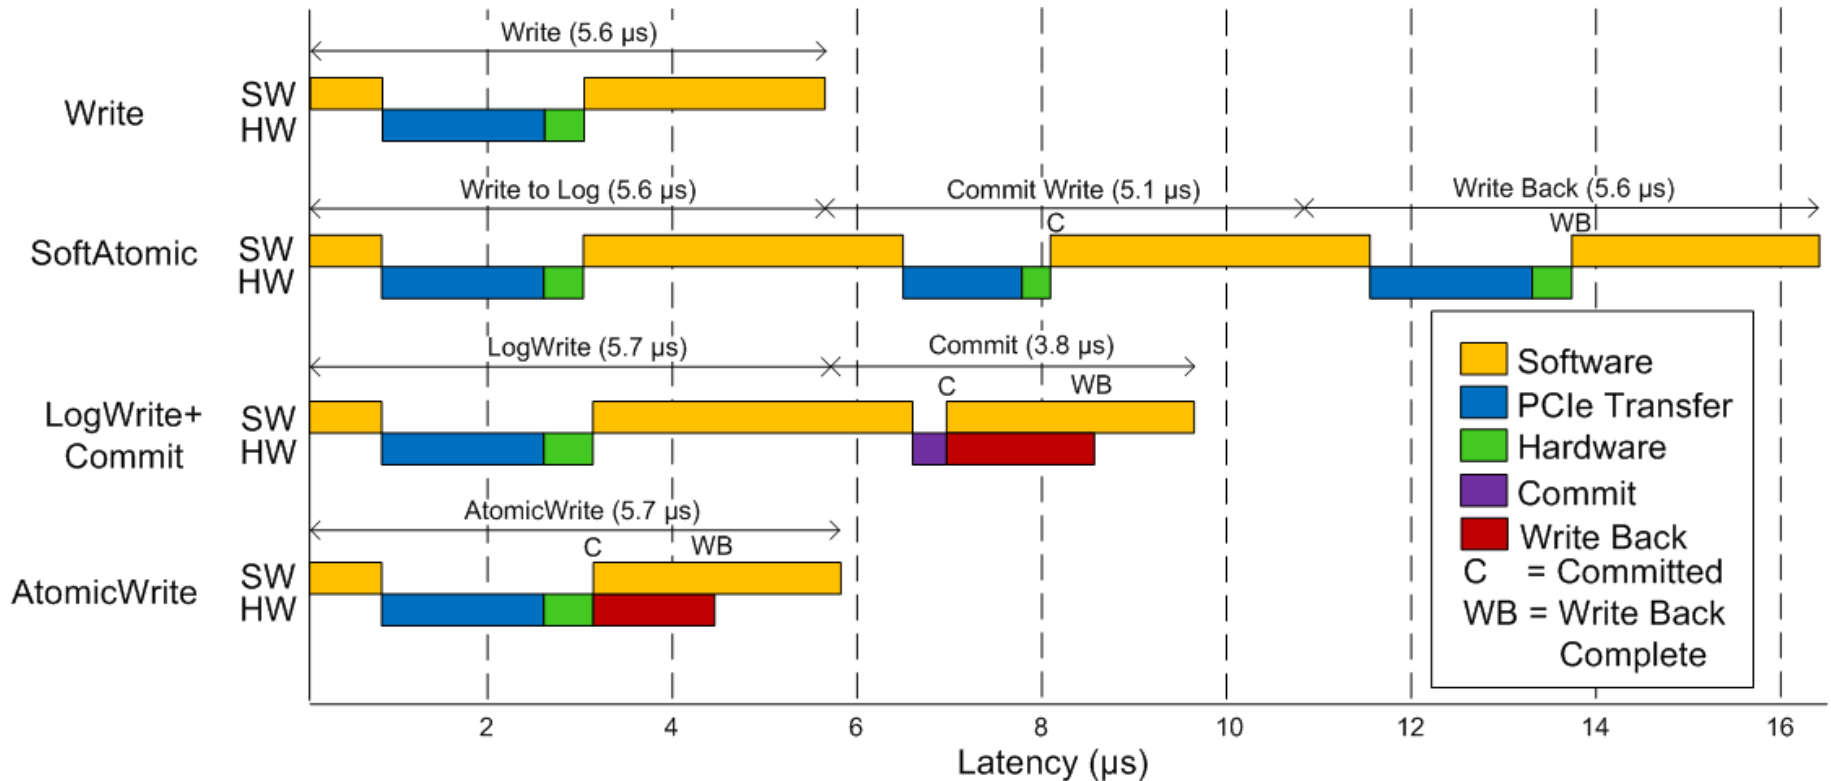 Write (5.6 µs)
Write
SW
HW
Write to Log (5.6 µs)
Commit Write (5.1 µs)
Write Back (5.6 µs)
C
WB
SoftAtomic
SW
HW
LogWrite (5.7 µs)
Commit (3.8 µs)
C
WB
LogWrite+
Commit
SW
HW
AtomicWrite (5.7 µs)
C
WB
AtomicWrite
SW
HW
Software
PCIe Transfer
Hardware
Commit
Write Back
C = Committed
WB = Write Back
Complete
2 4 6 8 10 12 14 16
Latency (µs)